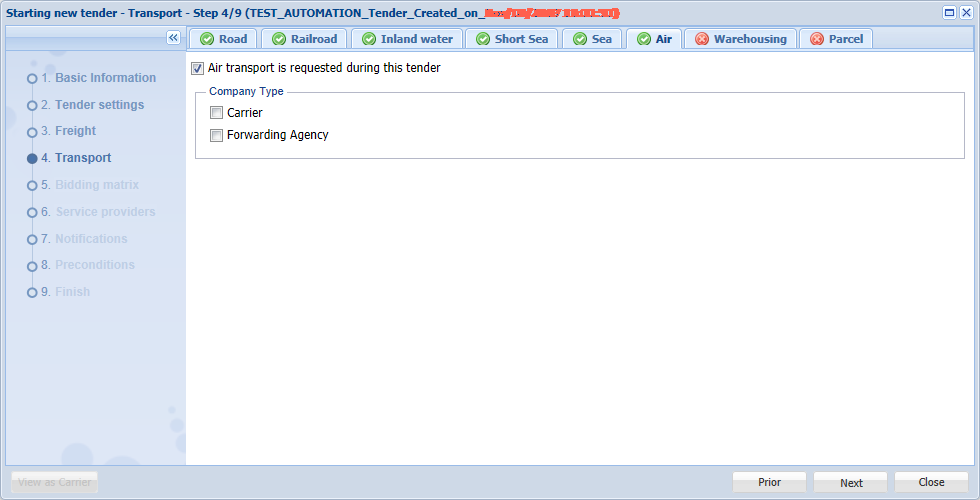 Starting new tender - Transport - Step 4/9 (TEST_AUTOMATION_Tender_Created_on_
Road Railroad Inland water Short Sea Sea Air Warehousing Parcel
Air transport is requested during this tender
Company Type
Carrier
Forwarding Agency
1. Basic Information
2. Tender settings
3. Freight
4. Transport
5. Bidding matrix
6. Service providers
7. Notifications
8. Preconditions
9. Finish
View as Carrier Prior Next Close